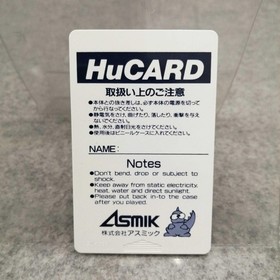 HuCARD
取扱い上のご注意
●本体との抜き差しは、必ず本体の電源を切って
から行なってください。
●静電気をさけ、曲げたり、濡したり、衝撃を与え
ないでください。
●熱、水分、直射日光をさけてください。
●使用後はビニールケースに入れてください。
NAME:
Notes
●Don't bend, drop or subject to
shock.
●Keep away from static electricity,
heat, water and direct sunlight.
●Please put back in-to the case
after you played.
ASMIK
株式会社アスミック